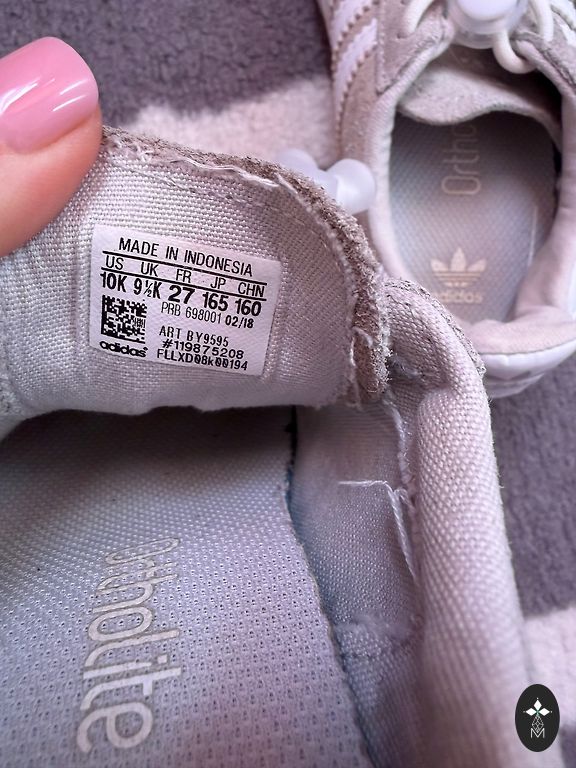 MADE IN INDONESIA
US UK FR JP CHN
10K 9½K 27 165 160
PRB 698001 02/18
ART BY9595
#119875208
FLLXD08k00194
adidas
Ortholite
Ortholite
adidas
M